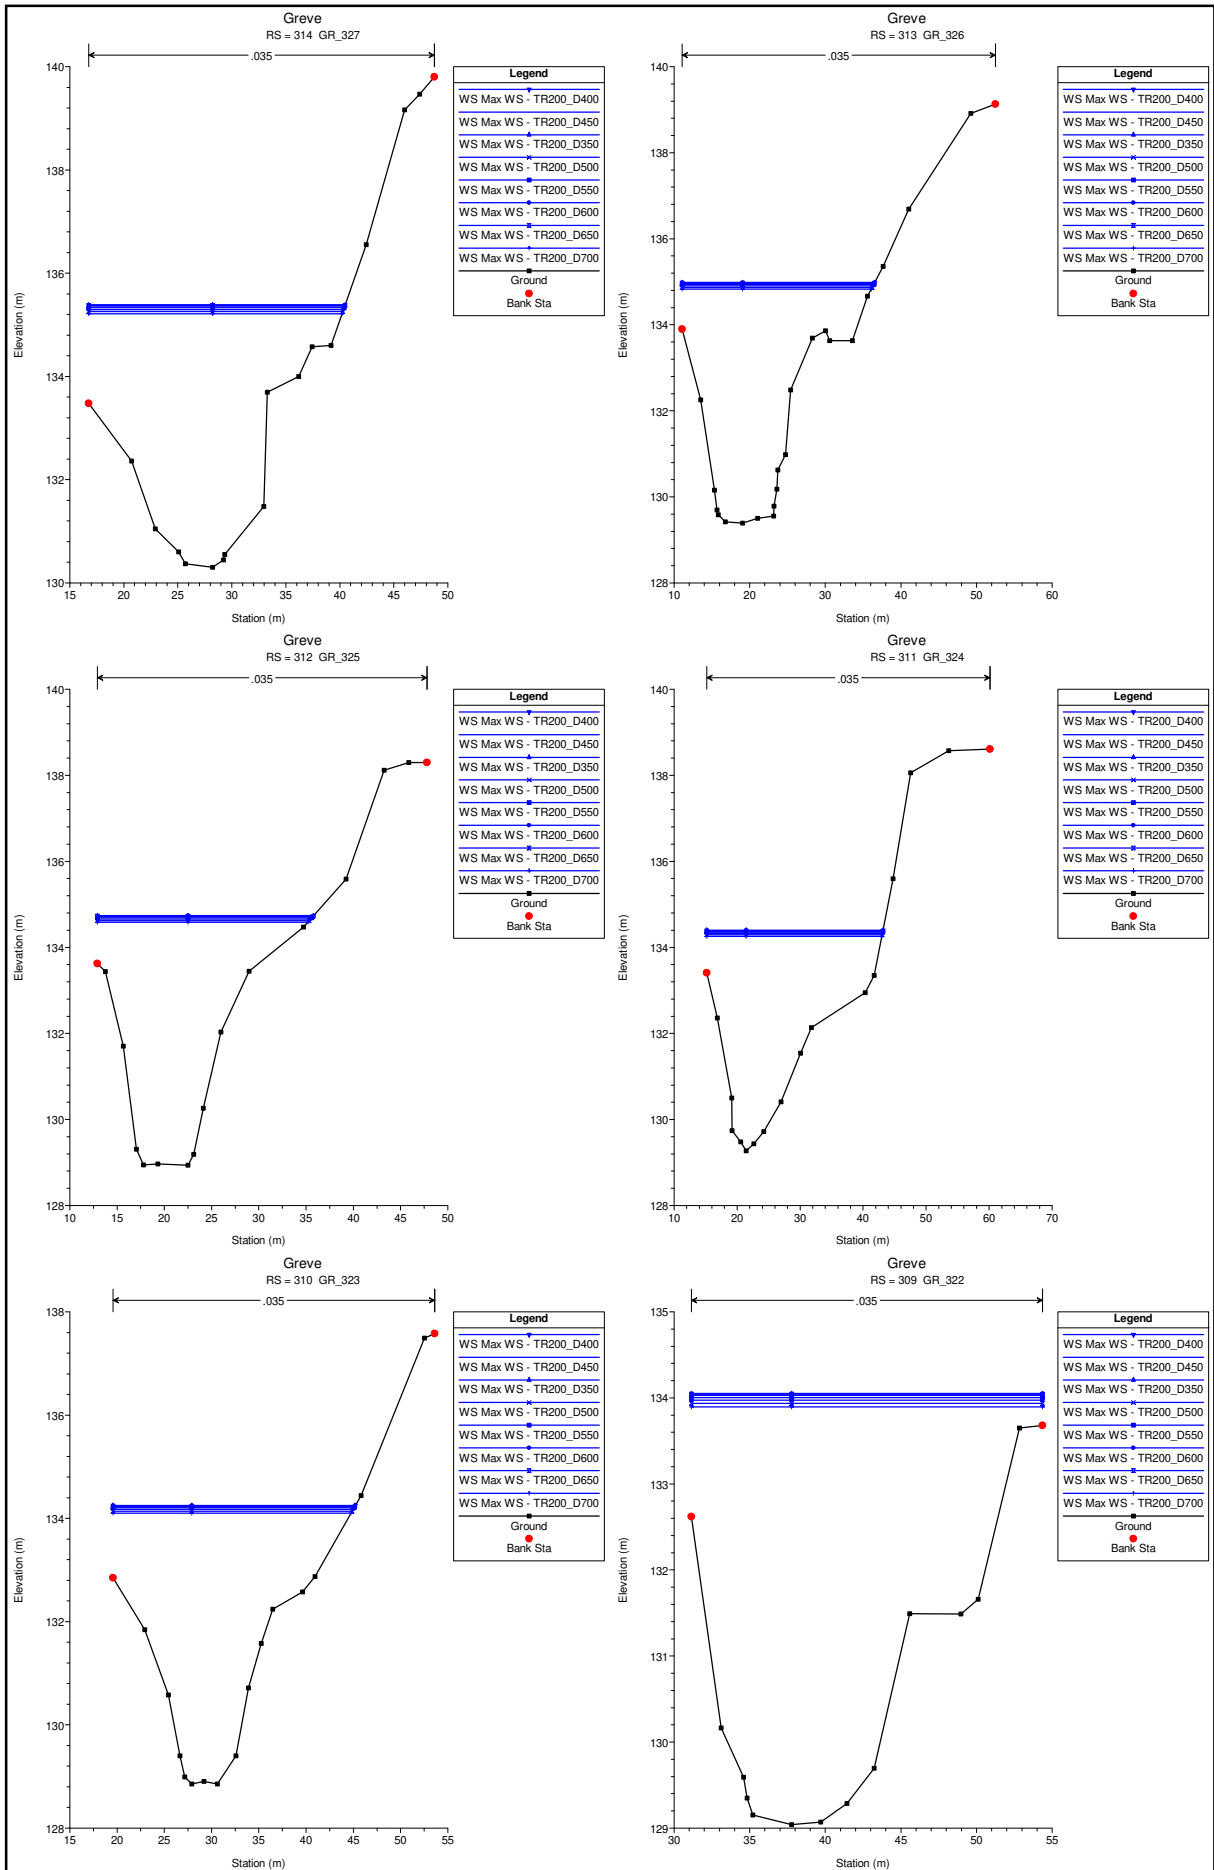 Greve
RS = 314 GR_327
.035
140
138
136
134
132
130
15 20 25 30 35 40 45 50
Elevation (m)
Station (m)
Legend
WS Max WS - TR200_D400
WS Max WS - TR200_D450
WS Max WS - TR200_D350
WS Max WS - TR200_D500
WS Max WS - TR200_D550
WS Max WS - TR200_D600
WS Max WS - TR200_D650
WS Max WS - TR200_D700
Ground
Bank Sta
Greve
RS = 313 GR_326
.035
140
138
136
134
132
130
128
10 20 30 40 50 60
Elevation (m)
Station (m)
Legend
WS Max WS - TR200_D400
WS Max WS - TR200_D450
WS Max WS - TR200_D350
WS Max WS - TR200_D500
WS Max WS - TR200_D550
WS Max WS - TR200_D600
WS Max WS - TR200_D650
WS Max WS - TR200_D700
Ground
Bank Sta
Greve
RS = 312 GR_325
.035
140
138
136
134
132
130
128
10 15 20 25 30 35 40 45 50
Elevation (m)
Station (m)
Legend
WS Max WS - TR200_D400
WS Max WS - TR200_D450
WS Max WS - TR200_D350
WS Max WS - TR200_D500
WS Max WS - TR200_D550
WS Max WS - TR200_D600
WS Max WS - TR200_D650
WS Max WS - TR200_D700
Ground
Bank Sta
Greve
RS = 311 GR_324
.035
140
138
136
134
132
130
128
10 20 30 40 50 60 70
Elevation (m)
Station (m)
Legend
WS Max WS - TR200_D400
WS Max WS - TR200_D450
WS Max WS - TR200_D350
WS Max WS - TR200_D500
WS Max WS - TR200_D550
WS Max WS - TR200_D600
WS Max WS - TR200_D650
WS Max WS - TR200_D700
Ground
Bank Sta
Greve
RS = 310 GR_323
.035
138
136
134
132
130
128
15 20 25 30 35 40 45 50 55
Elevation (m)
Station (m)
Legend
WS Max WS - TR200_D400
WS Max WS - TR200_D450
WS Max WS - TR200_D350
WS Max WS - TR200_D500
WS Max WS - TR200_D550
WS Max WS - TR200_D600
WS Max WS - TR200_D650
WS Max WS - TR200_D700
Ground
Bank Sta
Greve
RS = 309 GR_322
.035
135
134
133
132
131
130
129
30 35 40 45 50 55
Elevation (m)
Station (m)
Legend
WS Max WS - TR200_D400
WS Max WS - TR200_D450
WS Max WS - TR200_D350
WS Max WS - TR200_D500
WS Max WS - TR200_D550
WS Max WS - TR200_D600
WS Max WS - TR200_D650
WS Max WS - TR200_D700
Ground
Bank Sta